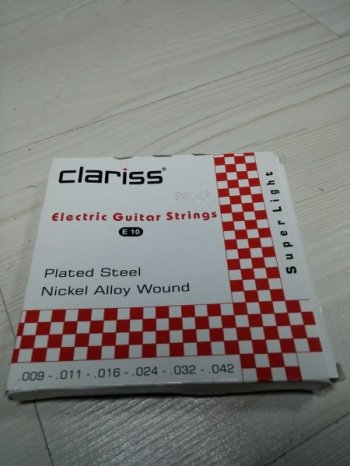 clariss®
Electric Guitar Strings
E 10
Plated Steel
Nickel Alloy Wound
Super Light
.009 - .011 - .016 - .024 - .032 - .042